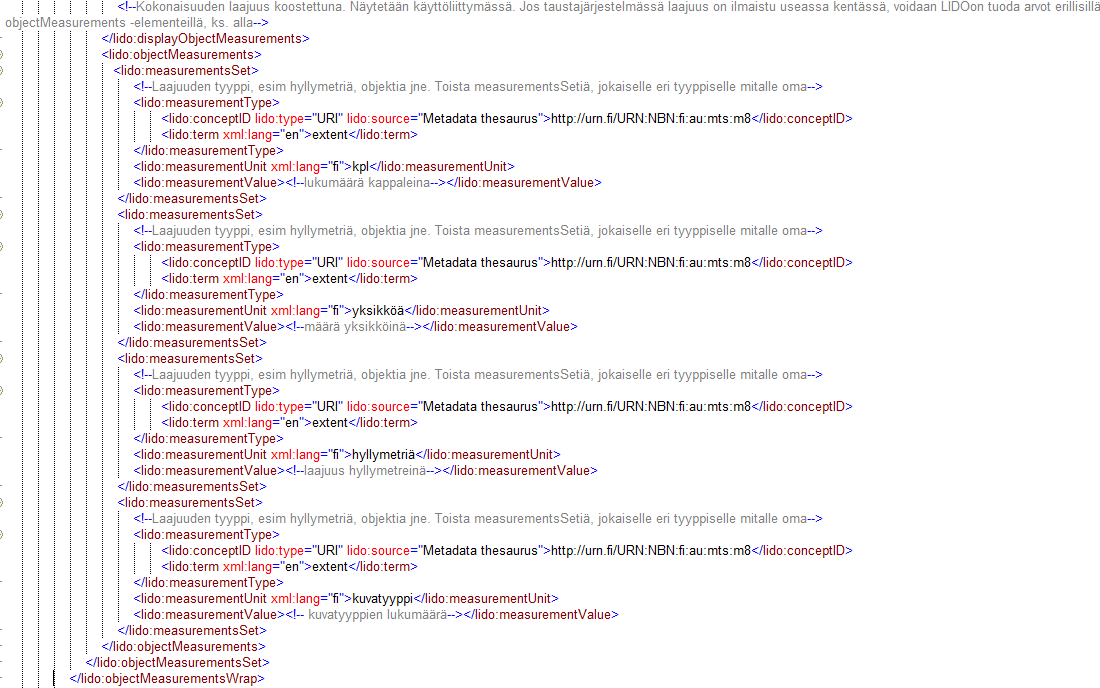 <!--Kokonaisuuden laajuus koostettuna. Näytetään käyttöliittymässä. Jos taustajärjestelmässä laajuus on ilmaistu useassa kentässä, voidaan LIDOon tuoda arvot erillisillä
objectMeasurements -elementeillä, ks. alla-->
</lido:displayObjectMeasurements>
<lido:objectMeasurements>
<lido:measurementsSet>
<!--Laajuuden tyyppi, esim hyllymetriä, objektia jne. Toista measurementsSetiä, jokaiselle eri tyyppiselle mitalle oma-->
<lido:measurementType>
<lido:conceptID lido:type="URI" lido:source="Metadata thesaurus">http://urn.fi/URN:NBN:fi:au:mts:m8</lido:conceptID>
<lido:term xml:lang="en">extent</lido:term>
</lido:measurementType>
<lido:measurementUnit xml:lang="fi">kpl</lido:measurementUnit>
<lido:measurementValue><!--lukumäärä kappaleina--></lido:measurementValue>
</lido:measurementsSet>
<lido:measurementsSet>
<!--Laajuuden tyyppi, esim hyllymetriä, objektia jne. Toista measurementsSetiä, jokaiselle eri tyyppiselle mitalle oma-->
<lido:measurementType>
<lido:conceptID lido:type="URI" lido:source="Metadata thesaurus">http://urn.fi/URN:NBN:fi:au:mts:m8</lido:conceptID>
<lido:term xml:lang="en">extent</lido:term>
</lido:measurementType>
<lido:measurementUnit xml:lang="fi">yksikköä</lido:measurementUnit>
<lido:measurementValue><!--määrä yksikköinä--></lido:measurementValue>
</lido:measurementsSet>
<lido:measurementsSet>
<!--Laajuuden tyyppi, esim hyllymetriä, objektia jne. Toista measurementsSetiä, jokaiselle eri tyyppiselle mitalle oma-->
<lido:measurementType>
<lido:conceptID lido:type="URI" lido:source="Metadata thesaurus">http://urn.fi/URN:NBN:fi:au:mts:m8</lido:conceptID>
<lido:term xml:lang="en">extent</lido:term>
</lido:measurementType>
<lido:measurementUnit xml:lang="fi">hyllymetriä</lido:measurementUnit>
<lido:measurementValue><!--laajuus hyllymetreinä--></lido:measurementValue>
</lido:measurementsSet>
<lido:measurementsSet>
<!--Laajuuden tyyppi, esim hyllymetriä, objektia jne. Toista measurementsSetiä, jokaiselle eri tyyppiselle mitalle oma-->
<lido:measurementType>
<lido:conceptID lido:type="URI" lido:source="Metadata thesaurus">http://urn.fi/URN:NBN:fi:au:mts:m8</lido:conceptID>
<lido:term xml:lang="en">extent</lido:term>
</lido:measurementType>
<lido:measurementUnit xml:lang="fi">kuvatyyppi</lido:measurementUnit>
<lido:measurementValue><!-- kuvatyyppien lukumäärä--></lido:measurementValue>
</lido:measurementsSet>
</lido:objectMeasurements>
</lido:objectMeasurementsSet>
</lido:objectMeasurementsWrap>